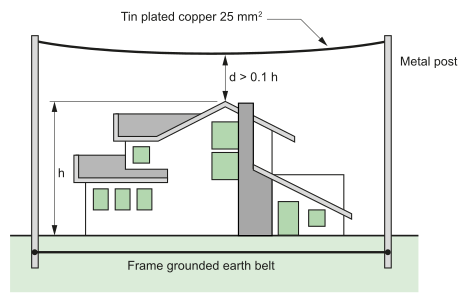 Tin plated copper 25 mm²
Metal post
d > 0.1 h
h
Frame grounded earth belt